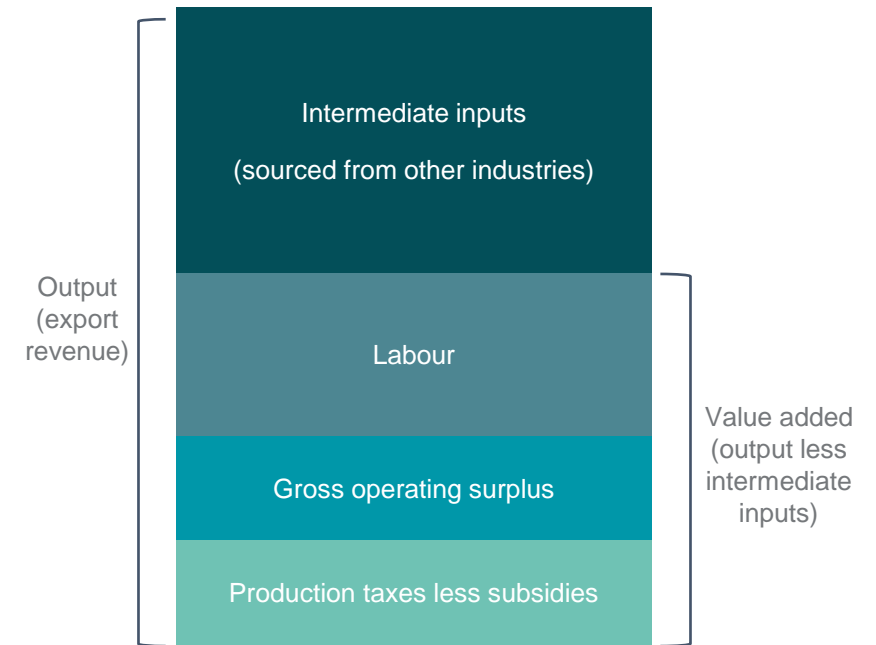 Intermediate inputs
(sourced from other industries)
Output
(export
revenue)
Labour
Value added
(output less
intermediate
inputs)
Gross operating surplus
Production taxes less subsidies